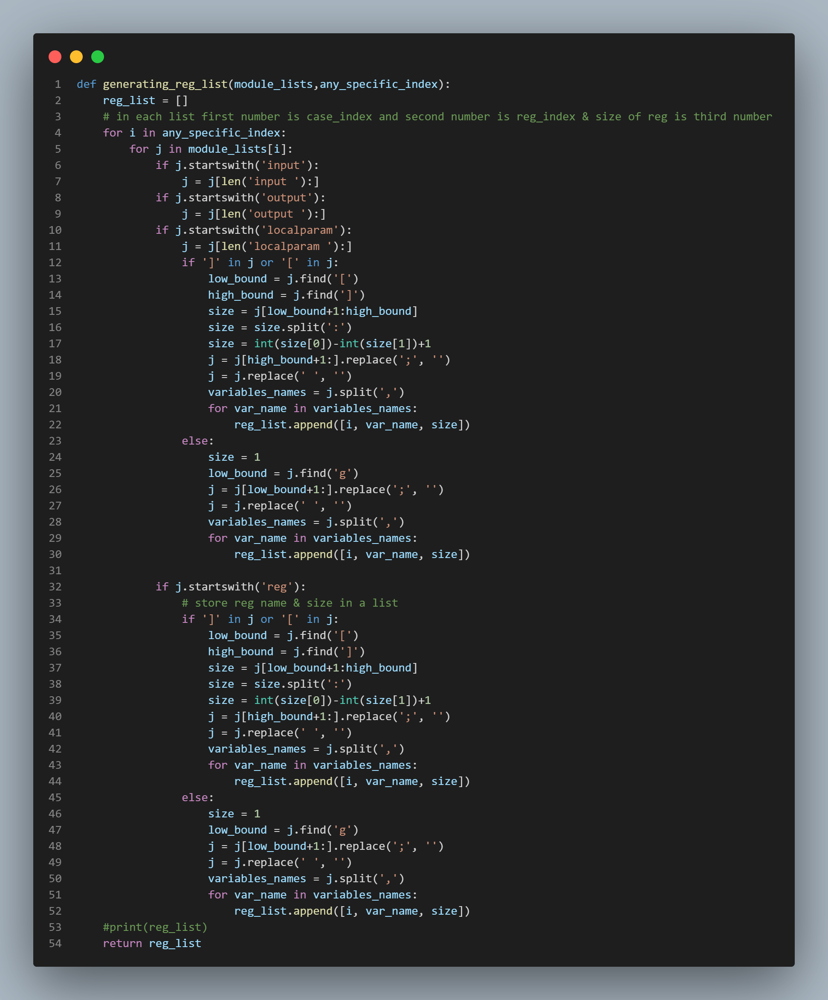 1 def generating_reg_list(module_lists,any_specific_index):
2     reg_list = []
3     # in each list first number is case_index and second number is reg_index & size of reg is third number
4     for i in any_specific_index:
5         for j in module_lists[i]:
6             if j.startswith('input'):
7                 j = j[len('input '):]
8             if j.startswith('output'):
9                 j = j[len('output '):]
10             if j.startswith('localparam'):
11                 j = j[len('localparam '):]
12                 if ']' in j or '[' in j:
13                     low_bound = j.find('[')
14                     high_bound = j.find(']')
15                     size = j[low_bound+1:high_bound]
16                     size = size.split(':')
17                     size = int(size[0])-int(size[1])+1
18                     j = j[high_bound+1:].replace(';', '')
19                     j = j.replace(' ', '')
20                     variables_names = j.split(',')
21                     for var_name in variables_names:
22                         reg_list.append([i, var_name, size])
23                 else:
24                     size = 1
25                     low_bound = j.find('g')
26                     j = j[low_bound+1:].replace(';', '')
27                     j = j.replace(' ', '')
28                     variables_names = j.split(',')
29                     for var_name in variables_names:
30                         reg_list.append([i, var_name, size])
31
32             if j.startswith('reg'):
33                 # store reg name & size in a list
34                 if ']' in j or '[' in j:
35                     low_bound = j.find('[')
36                     high_bound = j.find(']')
37                     size = j[low_bound+1:high_bound]
38                     size = size.split(':')
39                     size = int(size[0])-int(size[1])+1
40                     j = j[high_bound+1:].replace(';', '')
41                     j = j.replace(' ', '')
42                     variables_names = j.split(',')
43                     for var_name in variables_names:
44                         reg_list.append([i, var_name, size])
45                 else:
46                     size = 1
47                     low_bound = j.find('g')
48                     j = j[low_bound+1:].replace(';', '')
49                     j = j.replace(' ', '')
50                     variables_names = j.split(',')
51                     for var_name in variables_names:
52                         reg_list.append([i, var_name, size])
53     #print(reg_list)
54     return reg_list